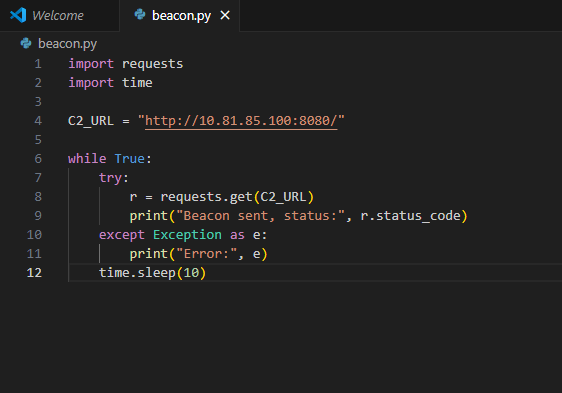 Welcome
beacon.py
beacon.py
1 import requests
2 import time
3
4 C2_URL = "http://10.81.85.100:8080/"
5
6 while True:
7     try:
8         r = requests.get(C2_URL)
9         print("Beacon sent, status:", r.status_code)
10     except Exception as e:
11         print("Error:", e)
12     time.sleep(10)